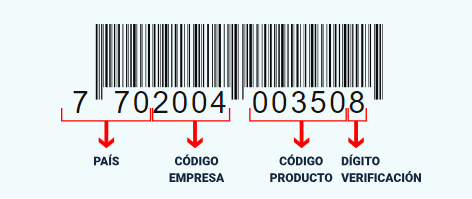 7 702004 003508
PAÍS
CÓDIGO EMPRESA
CÓDIGO PRODUCTO
DÍGITO VERIFICACIÓN